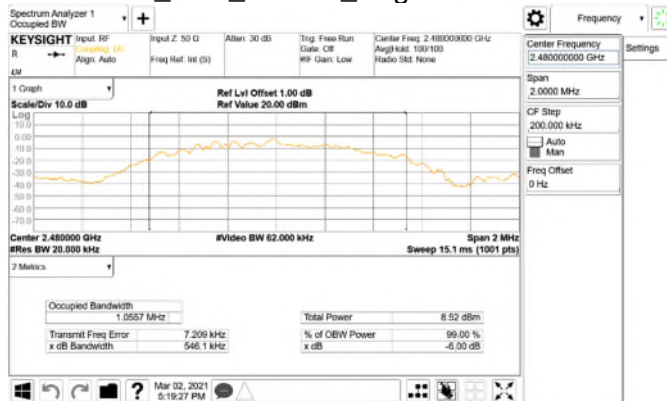 Spectrum Analyzer 1
Occupied BW
+
Frequency
KEYSIGHT
R
LM
Input: RF
Coupling: DC
Align: Auto
Input Z: 50 Ω
Freq Ref: Int (S)
Atten: 30 dB
Trig: Free Run
Gate: Off
#IF Gain: Low
Center Freq: 2.480000000 GHz
Avg|Hold: 100/100
Radio Std: None
Center Frequency
2.480000000 GHz
Settings
Span
2.0000 MHz
CF Step
200.000 kHz
Auto
Man
Freq Offset
0 Hz
1 Graph
Scale/Div 10.0 dB
Ref Lvl Offset 1.00 dB
Ref Value 20.00 dBm
Log
10.0
0.00
-10.0
-20.0
-30.0
-40.0
-50.0
-60.0
-70.0
Center 2.480000 GHz
#Res BW 20.000 kHz
#Video BW 62.000 kHz
Span 2 MHz
Sweep 15.1 ms (1001 pts)
2 Metrics
Occupied Bandwidth
1.0557 MHz
Transmit Freq Error 7.209 kHz
x dB Bandwidth 546.1 kHz
Total Power 8.52 dBm
% of OBW Power 99.00 %
x dB -6.00 dB
?
Mar 02, 2021
5:19:27 PM